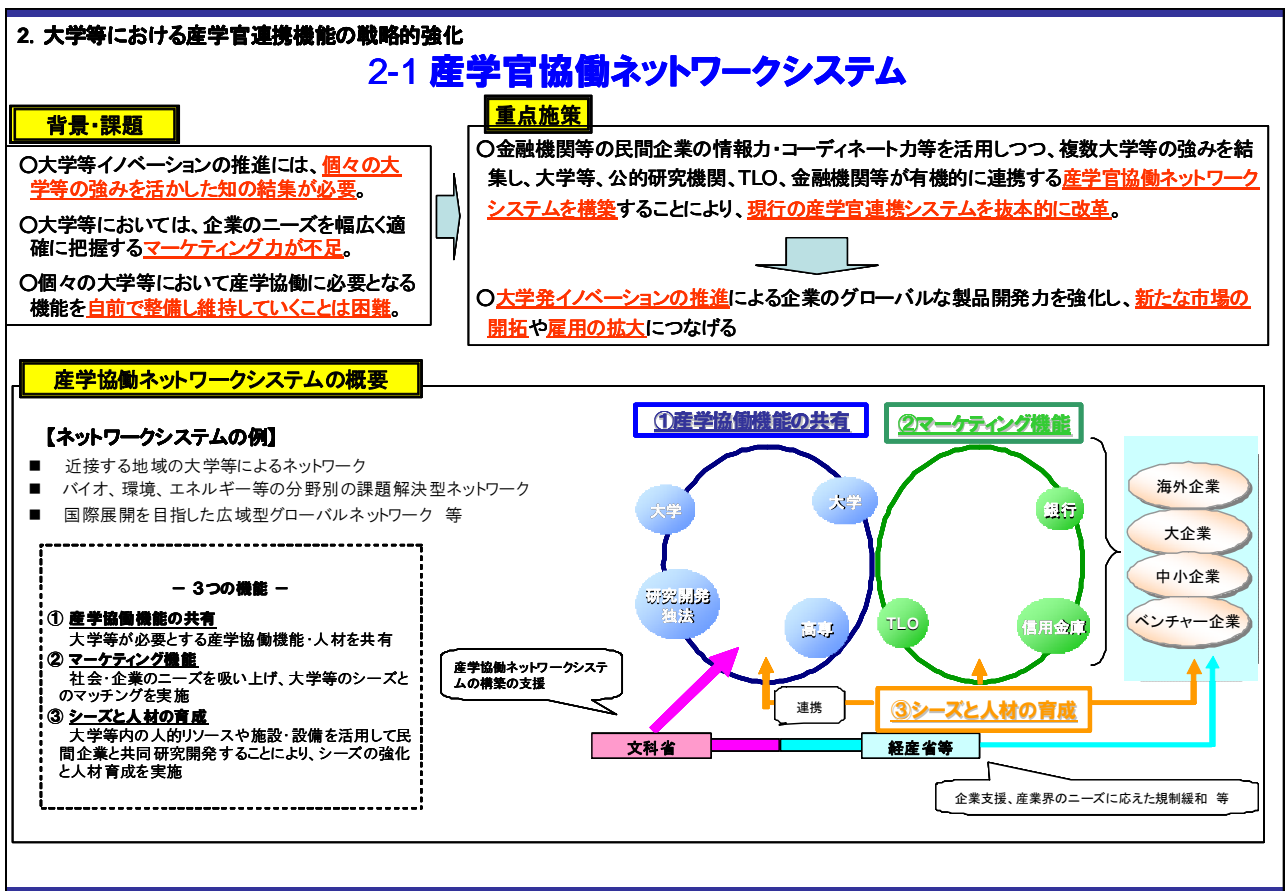 2. 大学等における産学官連携機能の戦略的強化
2-1 産学官協働ネットワークシステム
背景・課題
〇大学等イノベーションの推進には、個々の大
学等の強みを活かした知の結集が必要。
〇大学等においては、企業のニーズを幅広く適
確に把握するマーケティング力が不足。
〇個々の大学等において産学協働に必要となる
機能を自前で整備し維持していくことは困難。
重点施策
〇金融機関等の民間企業の情報力・コーディネート力等を活用しつつ、複数大学等の強みを結
集し、大学等、公的研究機関、TLO、金融機関等が有機的に連携する産学官協働ネットワーク
システムを構築することにより、現行の産学官連携システムを抜本的に改革。
〇大学発イノベーションの推進による企業のグローバルな製品開発力を強化し、新たな市場の
開拓や雇用の拡大につなげる
産学協働ネットワークシステムの概要
【ネットワークシステムの例】
■ 近接する地域の大学等によるネットワーク
■ バイオ、環境、エネルギー等の分野別の課題解決型ネットワーク
■ 国際展開を目指した広域型グローバルネットワーク 等
－ 3つの機能 －
① 産学協働機能の共有
大学等が必要とする産学協働機能・人材を共有
② マーケティング機能
社会・企業のニーズを吸い上げ、大学等のシーズと
のマッチングを実施
③ シーズと人材の育成
大学等内の人的リソースや施設・設備を活用して民
間企業と共同研究開発することにより、シーズの強化
と人材育成を実施
①産学協働機能の共有
大学
大学
研究開発
独法
高専
②マーケティング機能
銀行
TLO
信用金庫
海外企業
大企業
中小企業
ベンチャー企業
産学協働ネットワークシステ
ムの構築の支援
連携
③シーズと人材の育成
文科省
経産省等
企業支援、産業界のニーズに応えた規制緩和 等